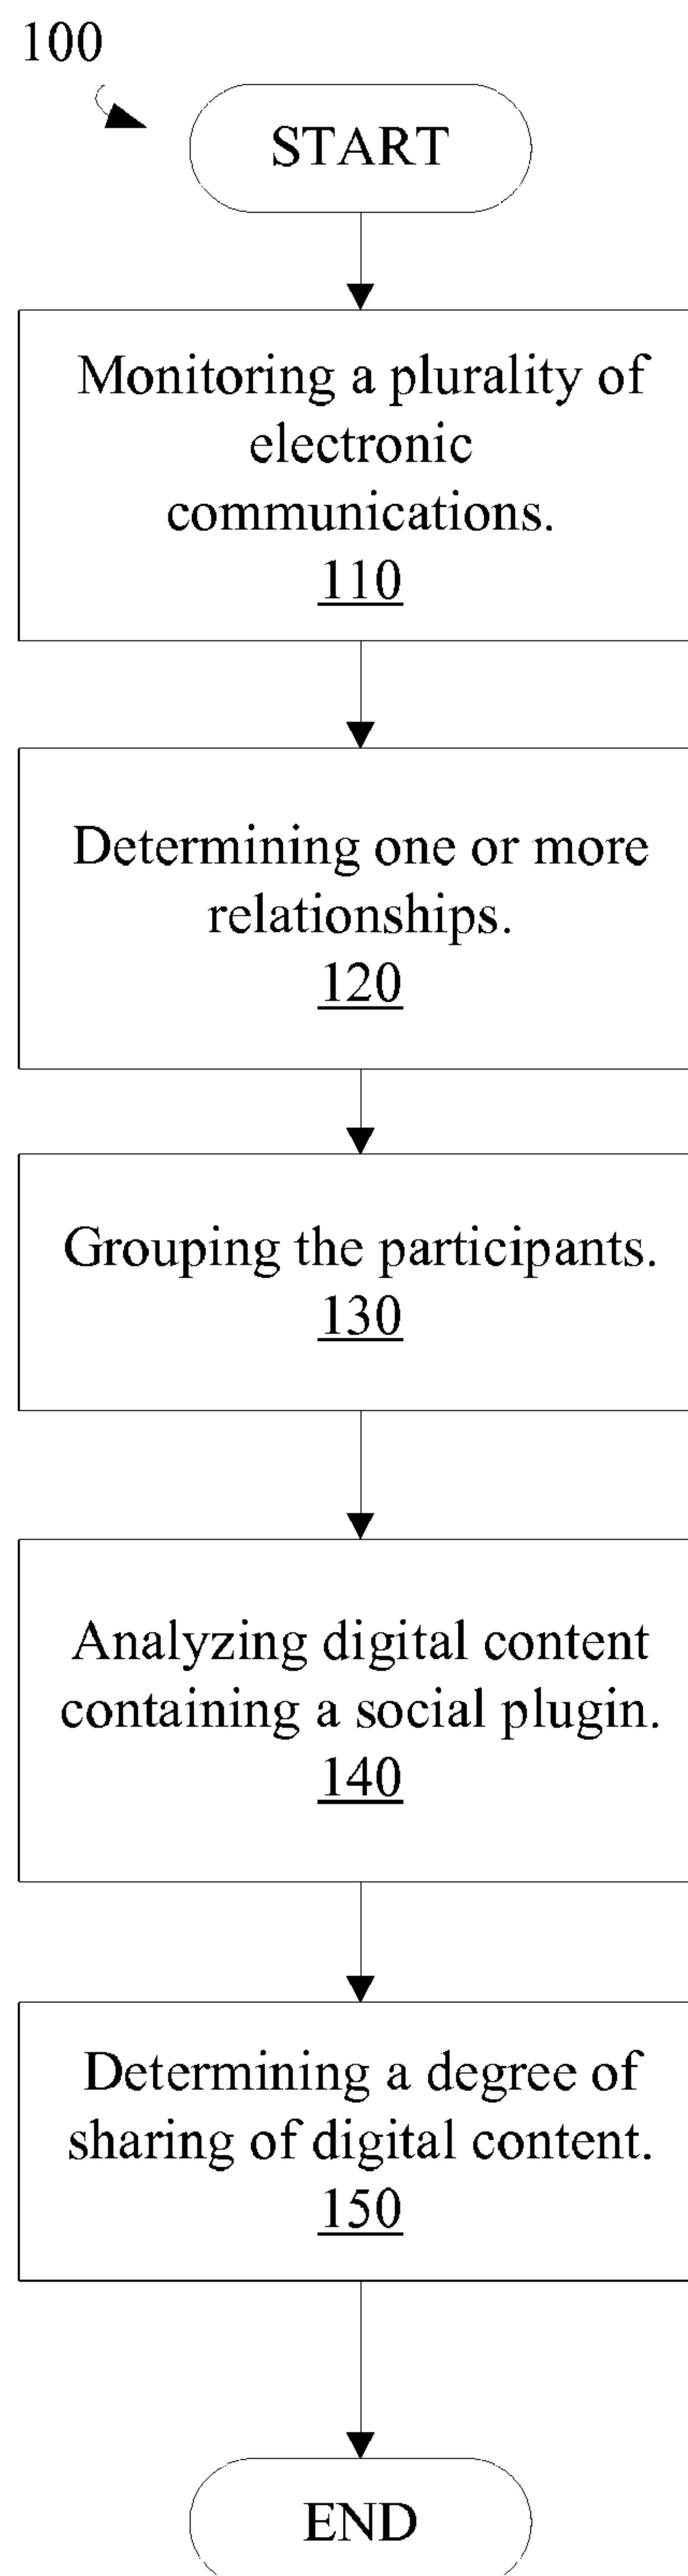 100
START
Monitoring a plurality of
electronic
communications.
110
Determining one or more
relationships.
120
Grouping the participants.
130
Analyzing digital content
containing a social plugin.
140
Determining a degree of
sharing of digital content.
150
END